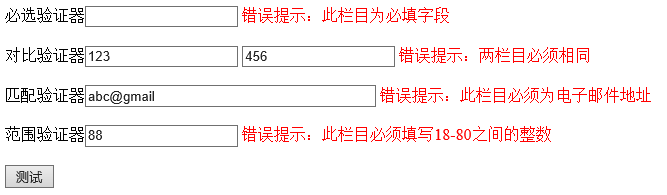 必选验证器 错误提示：此栏目为必填字段
对比验证器 123 456 错误提示：两栏目必须相同
匹配验证器 abc@gmail 错误提示：此栏目必须为电子邮件地址
范围验证器 88 错误提示：此栏目必须填写18-80之间的整数
测试